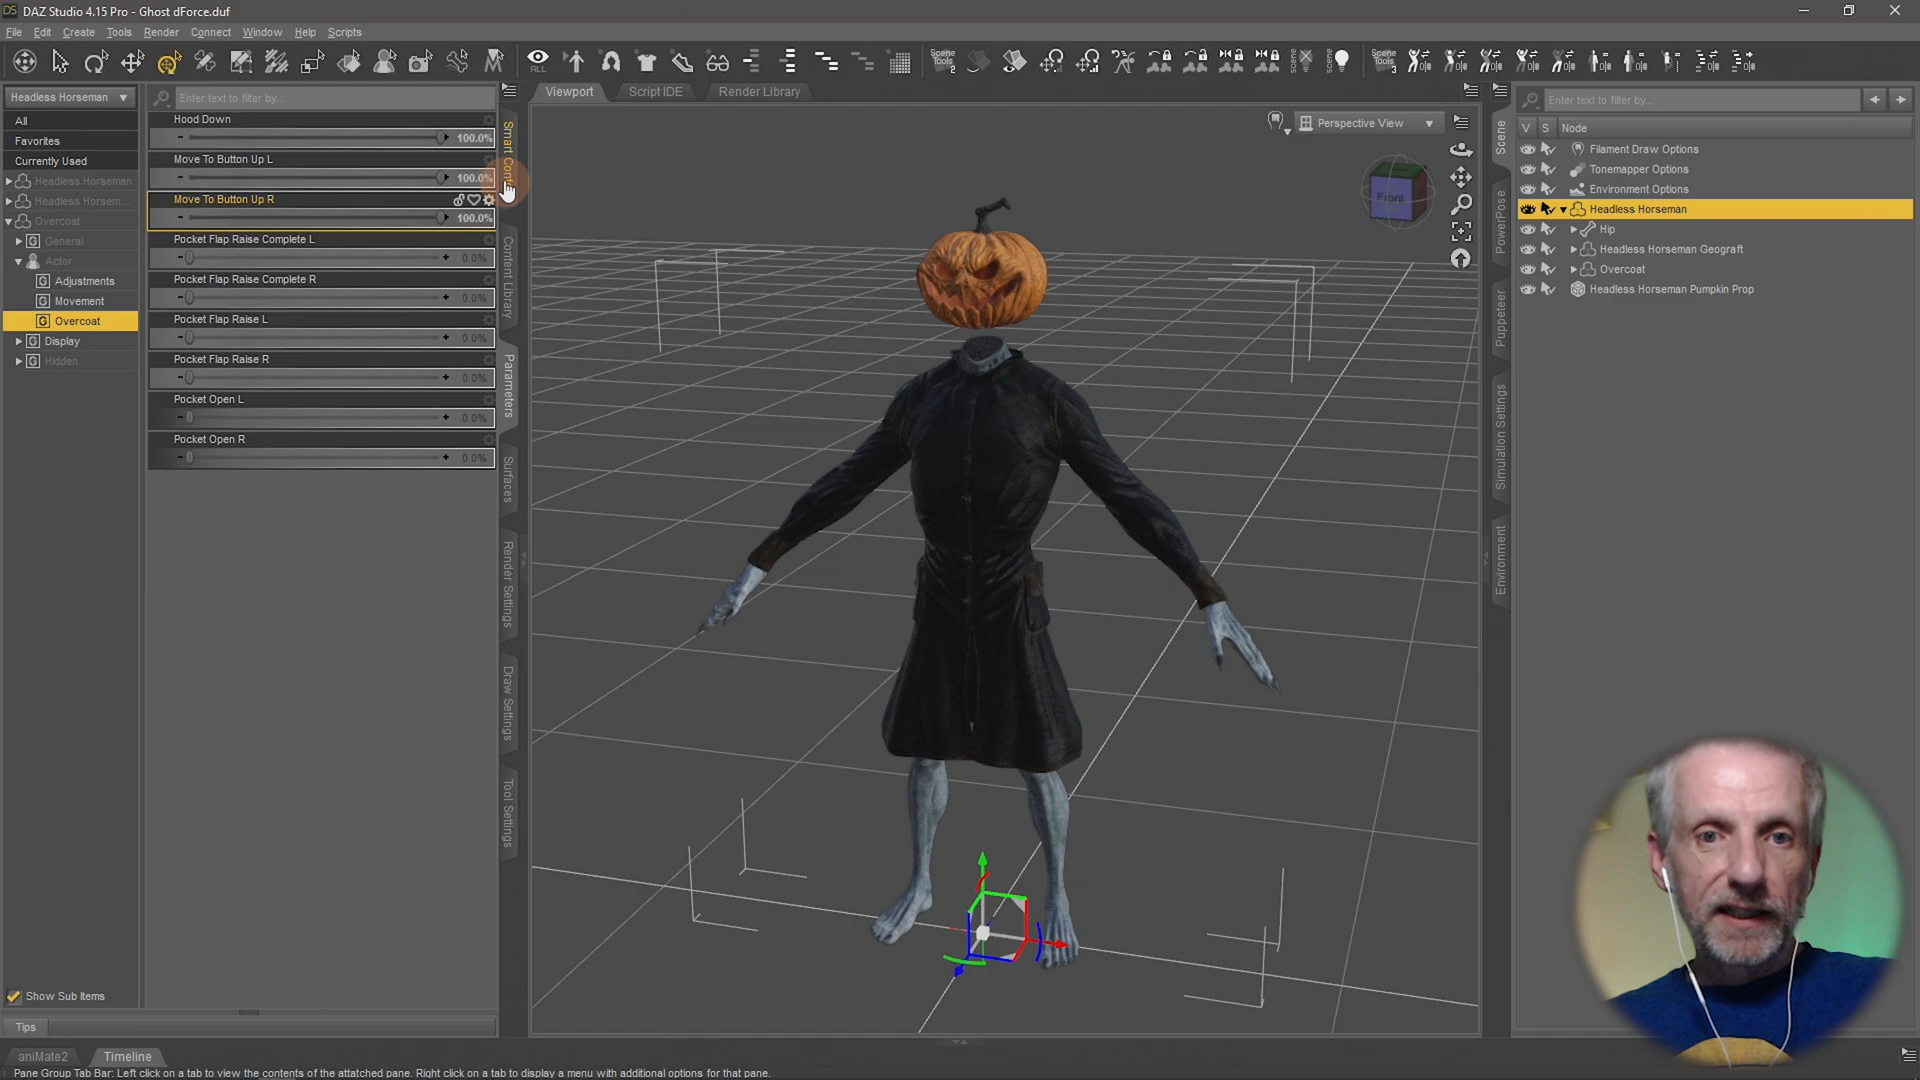 DAZ Studio 4.15 Pro - Ghost dForce.duf
File Edit Create Tools Render Connect Window Help Scripts
ALL
Scene Tools 2
Scene Tools 3
Headless Horseman
All
Favorites
Currently Used
Headless Horseman
Headless Horsem...
Overcoat
General
Actor
Adjustments
Movement
Overcoat
Display
Hidden
Show Sub Items
Tips
Enter text to filter by...
Hood Down
100.0%
Move To Button Up L
100.0%
Move To Button Up R
100.0%
Pocket Flap Raise Complete L
0.0%
Pocket Flap Raise Complete R
0.0%
Pocket Flap Raise L
0.0%
Pocket Flap Raise R
0.0%
Pocket Open L
0.0%
Pocket Open R
0.0%
Content Library
Parameters
Surfaces
Render Settings
Draw Settings
Tool Settings
Viewport Script IDE Render Library
Perspective View
Front
Scene
PowerPose
Puppeteer
Simulation Settings
Environment
Enter text to filter by...
V S Node
Filament Draw Options
Tonemapper Options
Environment Options
Headless Horseman
Hip
Headless Horseman Geograft
Overcoat
Headless Horseman Pumpkin Prop
aniMate2 Timeline
Pane Group Tab Bar: Left click on a tab to view the contents of the attatched pane. Right click on a tab to display a menu with additional options for that pane.